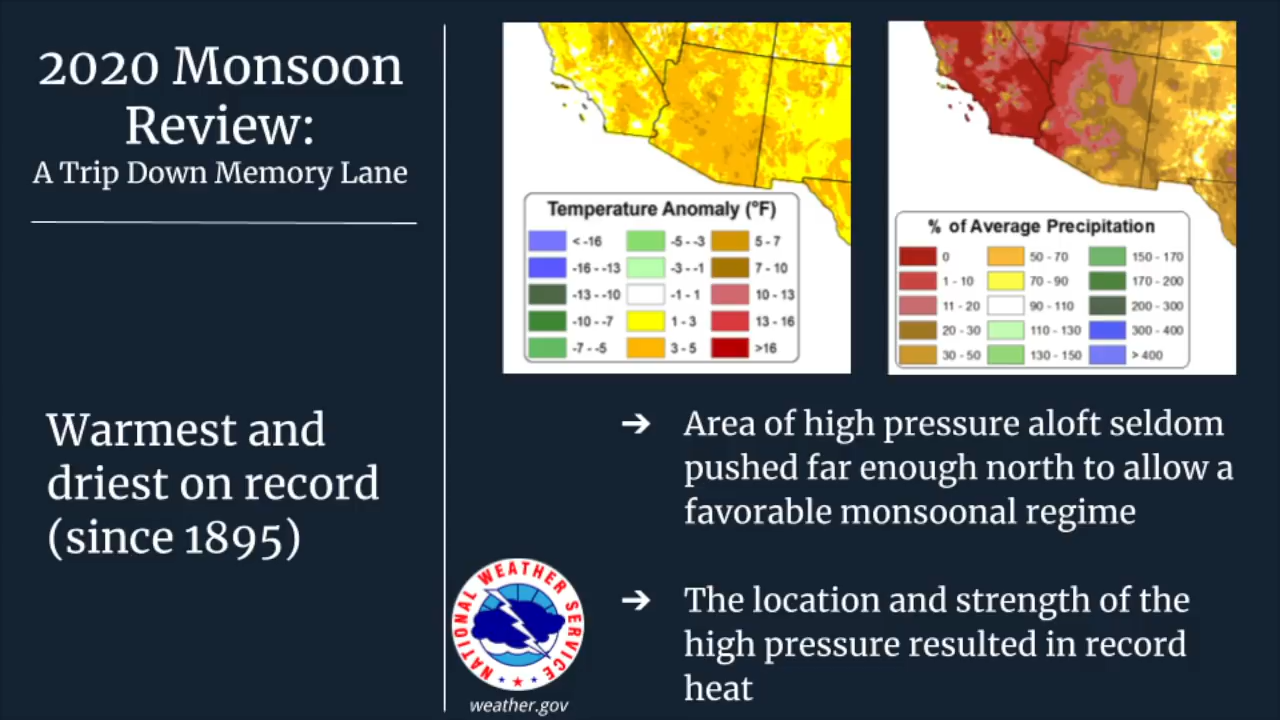 2020 Monsoon
Review:
A Trip Down Memory Lane
Warmest and
driest on record
(since 1895)
Temperature Anomaly (°F)
< -16
-16 - -13
-13 - -10
-10 - -7
-7 - -5
-5 - -3
-3 - -1
-1 - 1
1 - 3
3 - 5
5 - 7
7 - 10
10 - 13
13 - 16
>16
% of Average Precipitation
0
1 - 10
11 - 20
20 - 30
30 - 50
50 - 70
70 - 90
90 - 110
110 - 130
130 - 150
150 - 170
170 - 200
200 - 300
300 - 400
> 400
➔ Area of high pressure aloft seldom
pushed far enough north to allow a
favorable monsoonal regime
➔ The location and strength of the
high pressure resulted in record
heat
NATIONAL WEATHER SERVICE
weather.gov